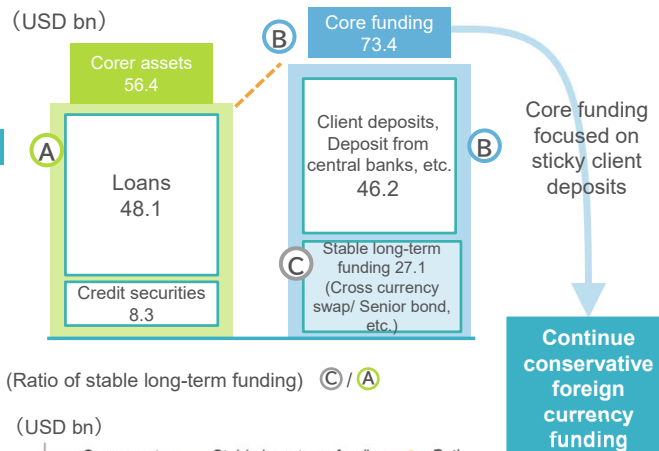 (USD bn)
Corer assets
56.4
B
Core funding
73.4
A
Loans
48.1
Credit securities
8.3
Client deposits,
Deposit from
central banks, etc.
46.2
B
C
Stable long-term
funding 27.1
(Cross currency
swap/ Senior bond,
etc.)
Core funding
focused on
sticky client
deposits
Continue
conservative
foreign
currency
funding
(Ratio of stable long-term funding) C / A
(USD bn)